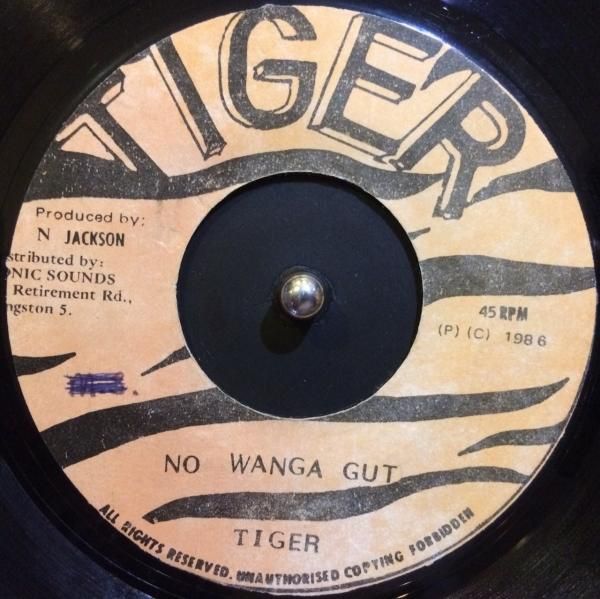 TIGER
Produced by:
N JACKSON
stributed by:
ONIC SOUNDS
Retirement Rd.,
ngston 5.
45 RPM
(P) (C) 1986
NO WANGA GUT
TIGER
ALL RIGHTS RESERVED. UNAUTHORISED COPYING FORBIDDEN